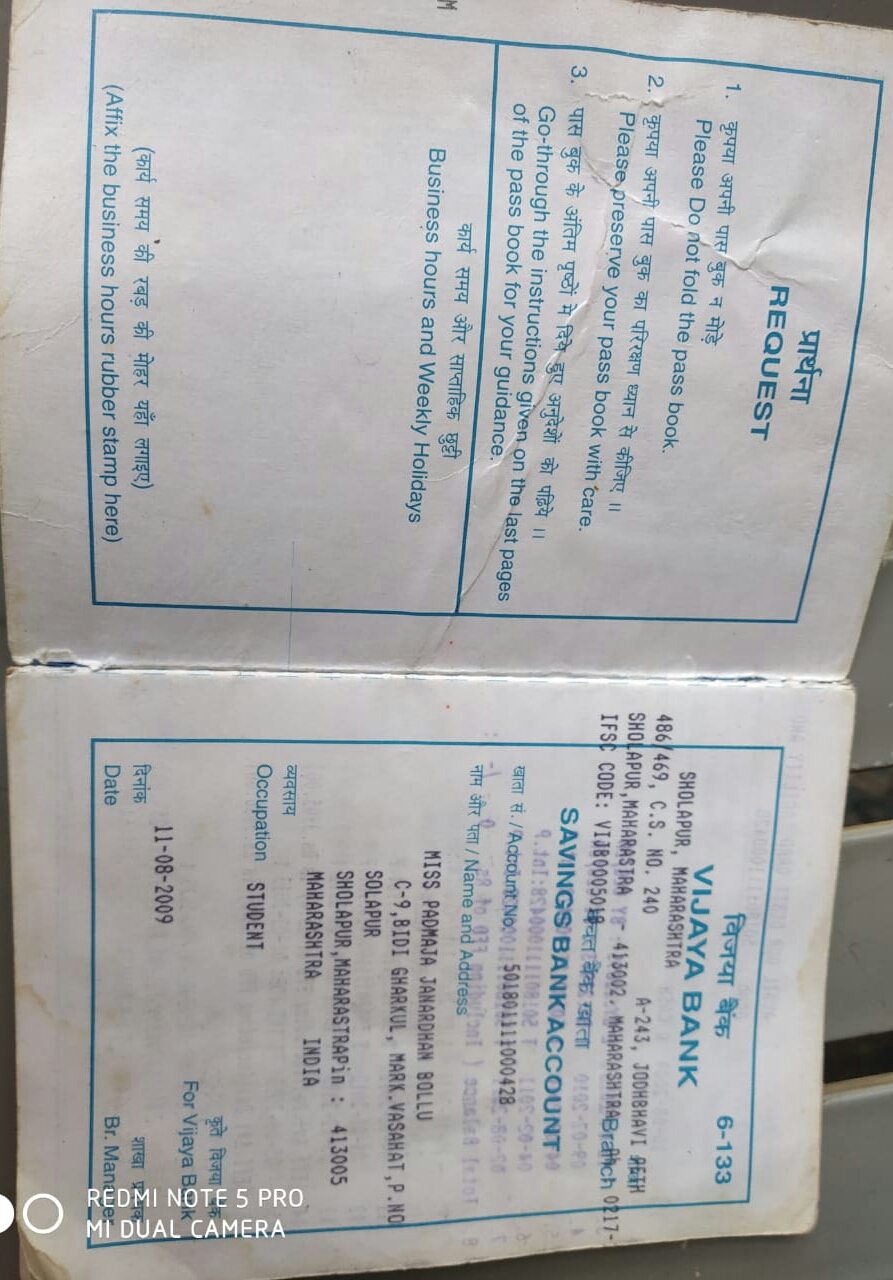 प्रार्थना
REQUEST
1. कृपया अपनी पास बुक न मोड़े
Please Do not fold the pass book.
2. कृपया अपनी पास बुक का परिरक्षण ध्यान से कीजिए ।।
Please preserve your pass book with care.
3. पास बुक के अंतिम पृष्टों में दिये हुए अनुदेशों को पढ़िये ।।
Go-through the instructions given on the last pages
of the pass book for your guidance.
कार्य समय और साप्ताहिक छुट्टी
Business hours and Weekly Holidays
(कार्य समय की रबड़ की मोहर यहाँ लगाइए)
(Affix the business hours rubber stamp here)
विजया बैंक 6-133
VIJAYA BANK
SHOLAPUR, MAHARASHTRA
486/469, C.S. NO. 240 A-243, JODHBHAVI PETH
SHOLAPUR,MAHARASTRA 413002. MAHARASHTRA Branch 0217-
IFSC CODE: VIJB0005018
बैंक खाता
SAVINGS BANK ACCOUNT
खाता सं. / Account No. 501801111000428
नाम और पता / Name and Address
MISS PADMAJA JANARDHAN BOLLU
C-9,BIDI GHARKUL, MARK.VASAHAT,P.NO
SOLAPUR
SHOLAPUR,MAHARASTRAPin : 413005
MAHARASHTRA INDIA
व्यवसाय
Occupation STUDENT
11-08-2009
दिनांक
Date
कृते विजया बैंक
For Vijaya Bank
शाखा
Br. Manager
REDMI NOTE 5 PRO
MI DUAL CAMERA